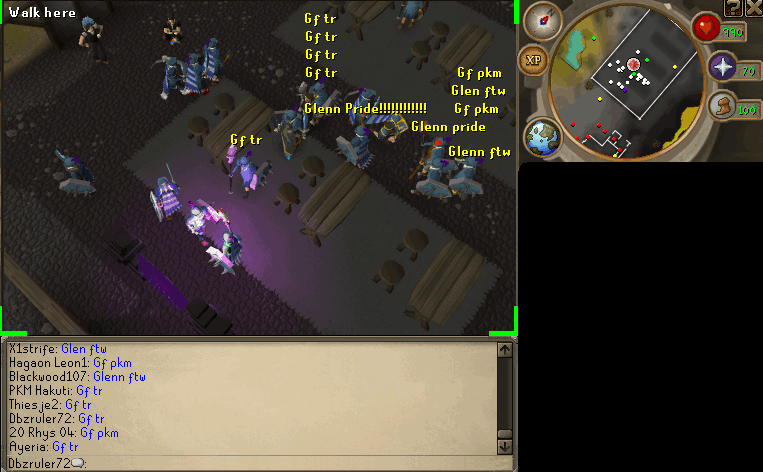 Walk here
Gf tr
Gf tr
Gf tr
Gf tr
Gf pkm
Glen ftw
Glenn Pride!!!!!!!!!!!!
Gf pkm
Glenn pride
Gf tr
Glenn ftw
XP
990
70
100
?
X1strife: Glen ftw
Hagaon Leon1: Gf pkm
Blackwood107: Glenn ftw
PKM Hakuti: Gf tr
Thiesje2: Gf tr
Dbzruler72: Gf tr
20 Rhys 04: Gf pkm
Ayeria: Gf tr
Dbzruler72: